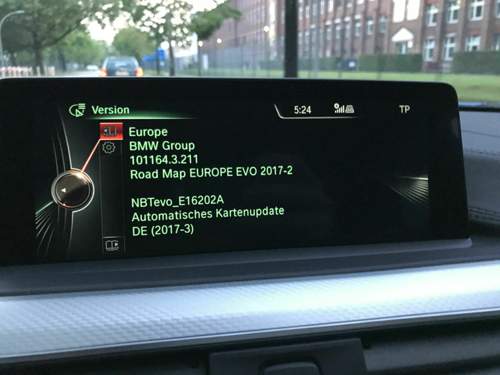 Version
5:24
TP
Europe
BMW Group
101164.3.211
Road Map EUROPE EVO 2017-2
NBTevo_E16202A
Automatisches Kartenupdate
DE (2017-3)